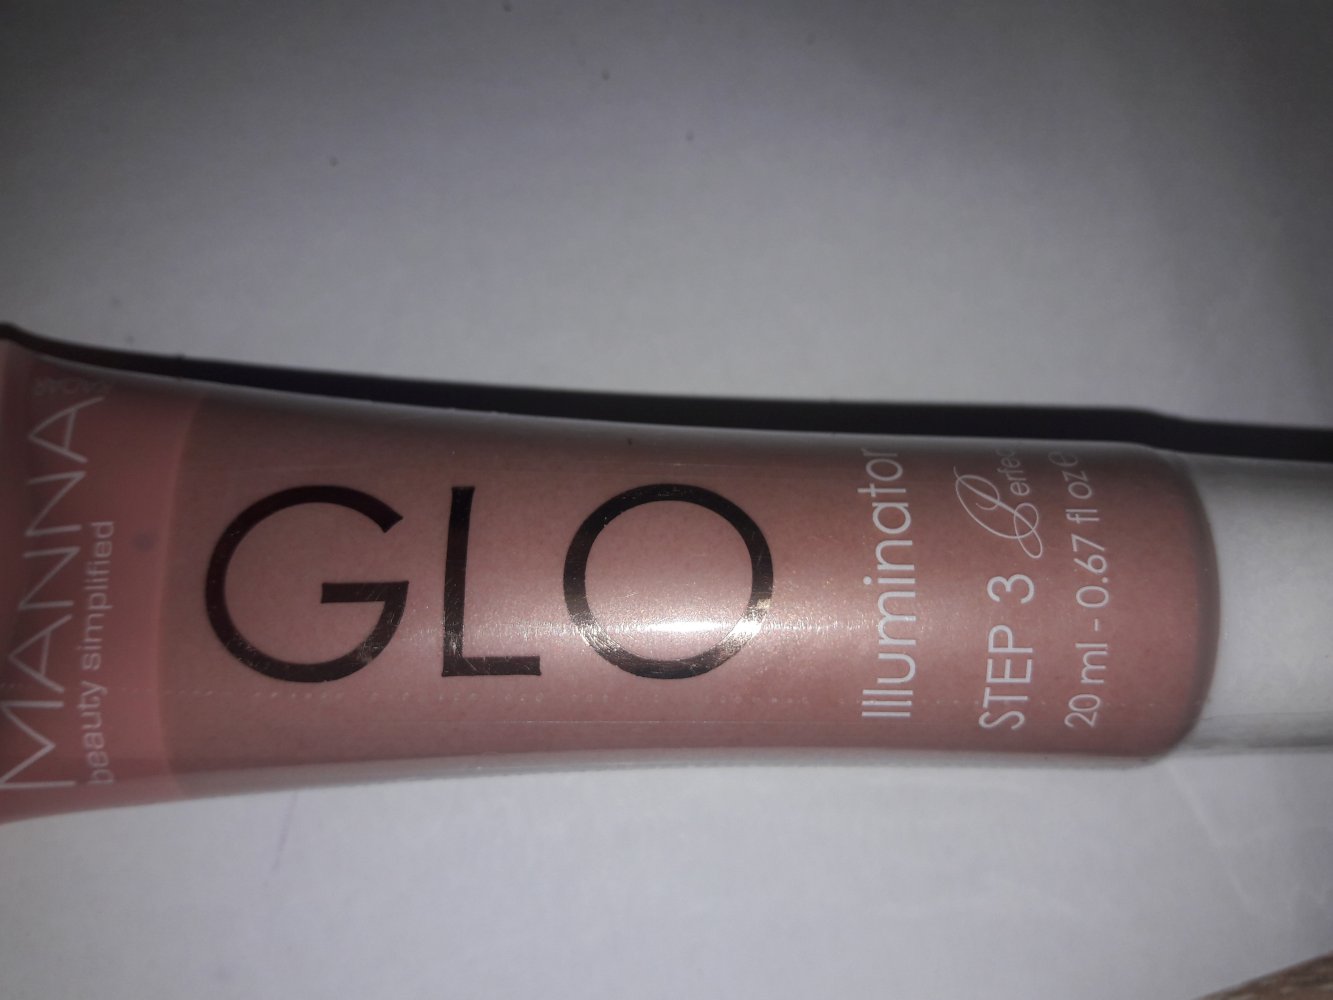 MANNA
beauty simplified
GLO
Illuminator
STEP 3
20 ml - 0.67 fl oz e